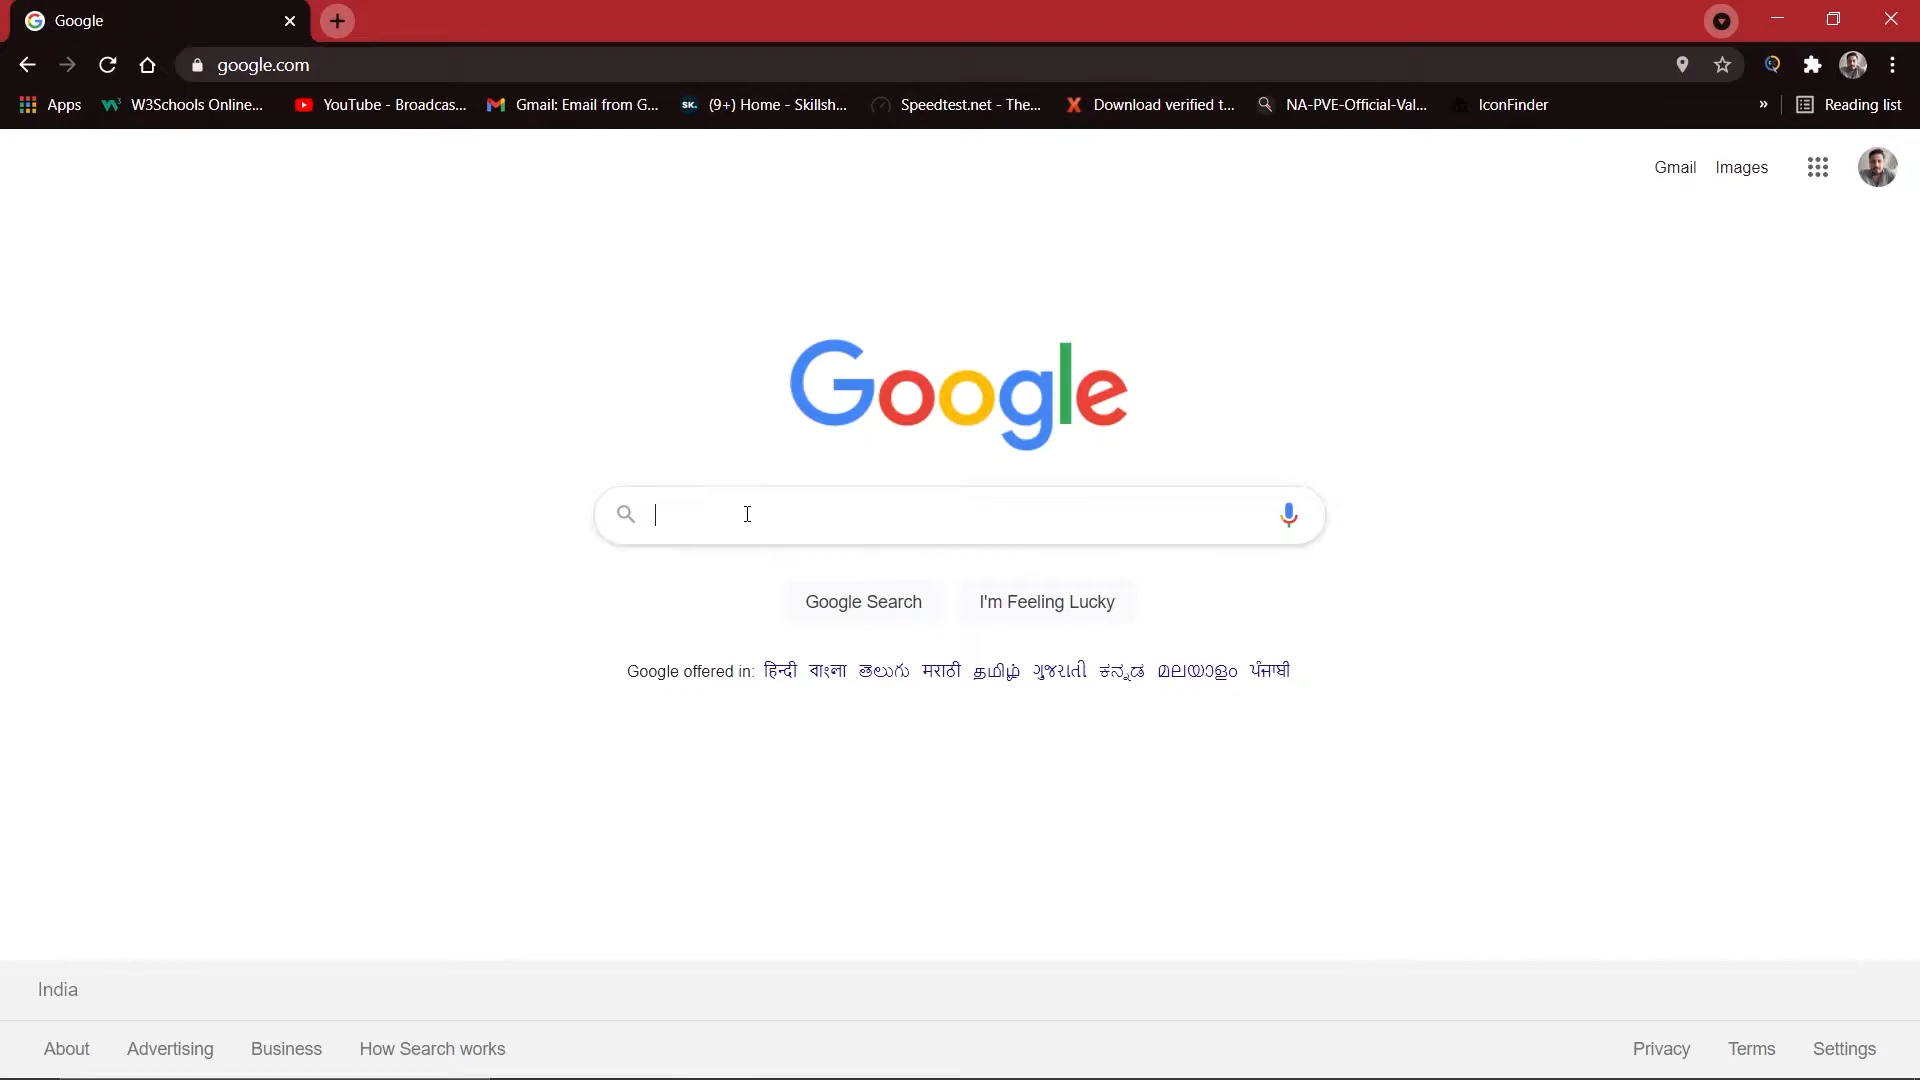 Google
google.com
Apps W3Schools Online... YouTube - Broadcas... Gmail: Email from G... SK. (9+) Home - Skillsh... Speedtest.net - The... Download verified t... NA-PVE-Official-Val... IconFinder » Reading list
Gmail Images
Google
Google Search I'm Feeling Lucky
Google offered in: हिन्दी বাংলা తెలుగు मराठी தமிழ் ગુજરાતી ಕನ್ನಡ മലയാളം ਪੰਜਾਬੀ
India
About Advertising Business How Search works Privacy Terms Settings